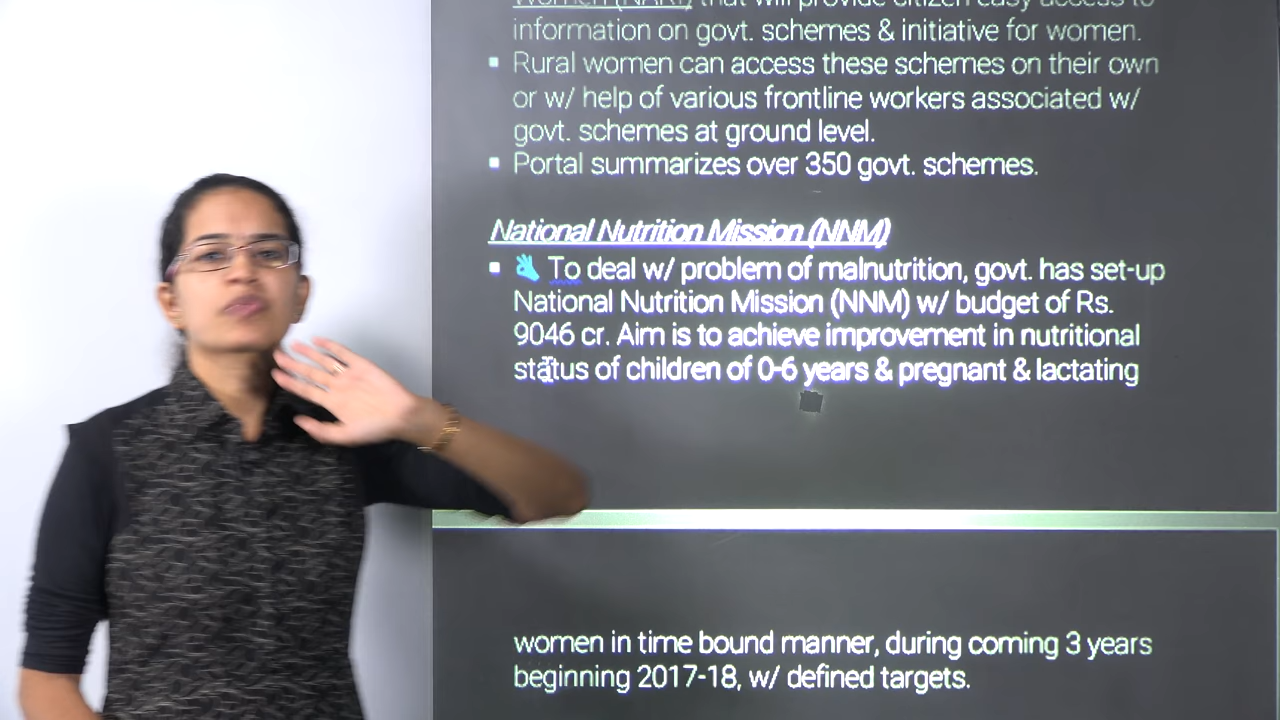 Women (NARI) that will provide citizen easy access to
information on govt. schemes & initiative for women.
▪ Rural women can access these schemes on their own
or w/ help of various frontline workers associated w/
govt. schemes at ground level.
▪ Portal summarizes over 350 govt. schemes.
National Nutrition Mission (NNM)
▪ 👌 To deal w/ problem of malnutrition, govt. has set-up
National Nutrition Mission (NNM) w/ budget of Rs.
9046 cr. Aim is to achieve improvement in nutritional
status of children of 0-6 years & pregnant & lactating
women in time bound manner, during coming 3 years
beginning 2017-18, w/ defined targets.